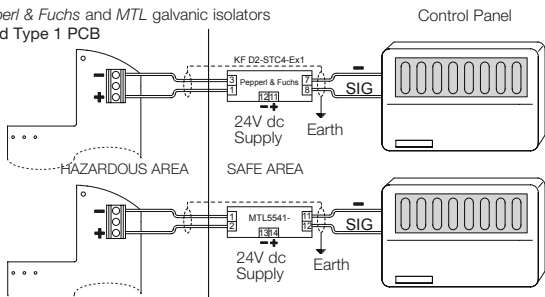 perl & Fuchs and MTL galvanic isolators
d Type 1 PCB
Control Panel
KF D2-STC4-Ex1
Pepperl & Fuchs
3
1
7
8
12 11
- +
-
+
-
SIG
24V dc
Supply
Earth
HAZARDOUS AREA
SAFE AREA
MTL5541-
1
2
11
12
13 14
- +
-
+
-
SIG
24V dc
Supply
Earth